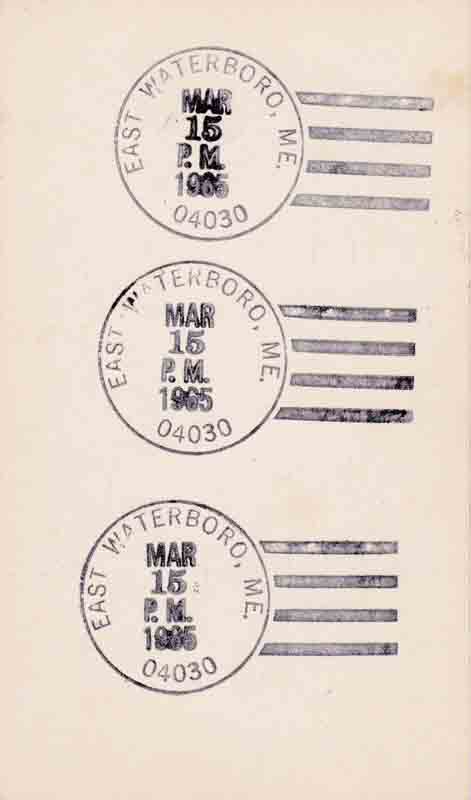 EAST WATERBORO, ME.
MAR
15
P.M.
1965
04030
EAST WATERBORO, ME.
MAR
15
P.M.
1965
04030
EAST WATERBORO, ME.
MAR
15
P.M.
1965
04030